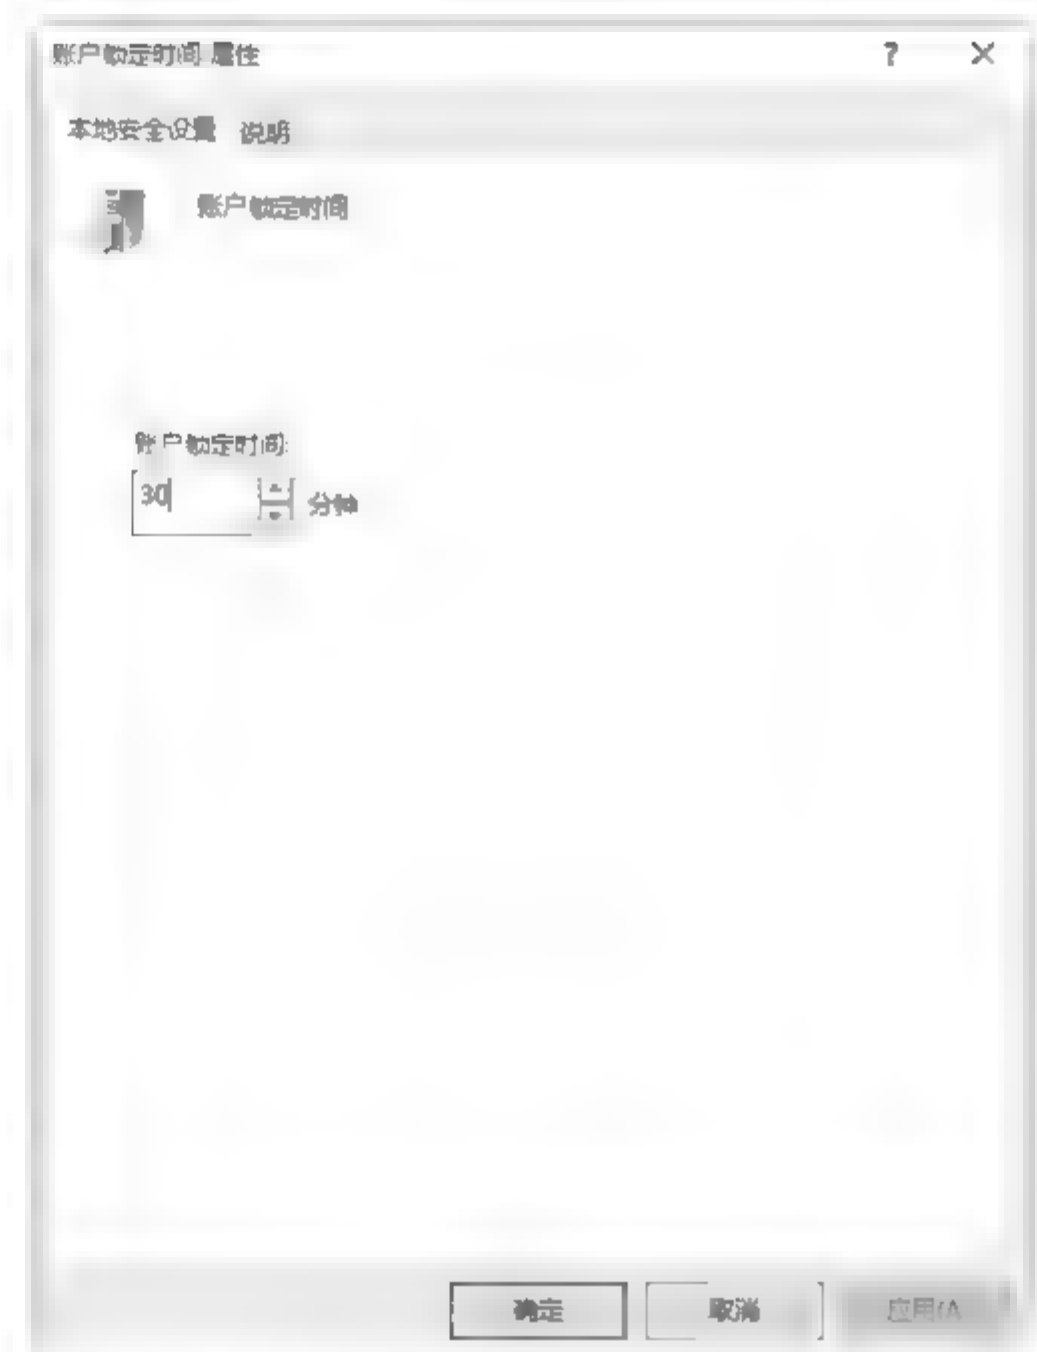 账户锁定时间 属性 ? ×
本地安全设置 说明
账户锁定时间
账户锁定时间:
30 分钟
确定 取消 应用(A